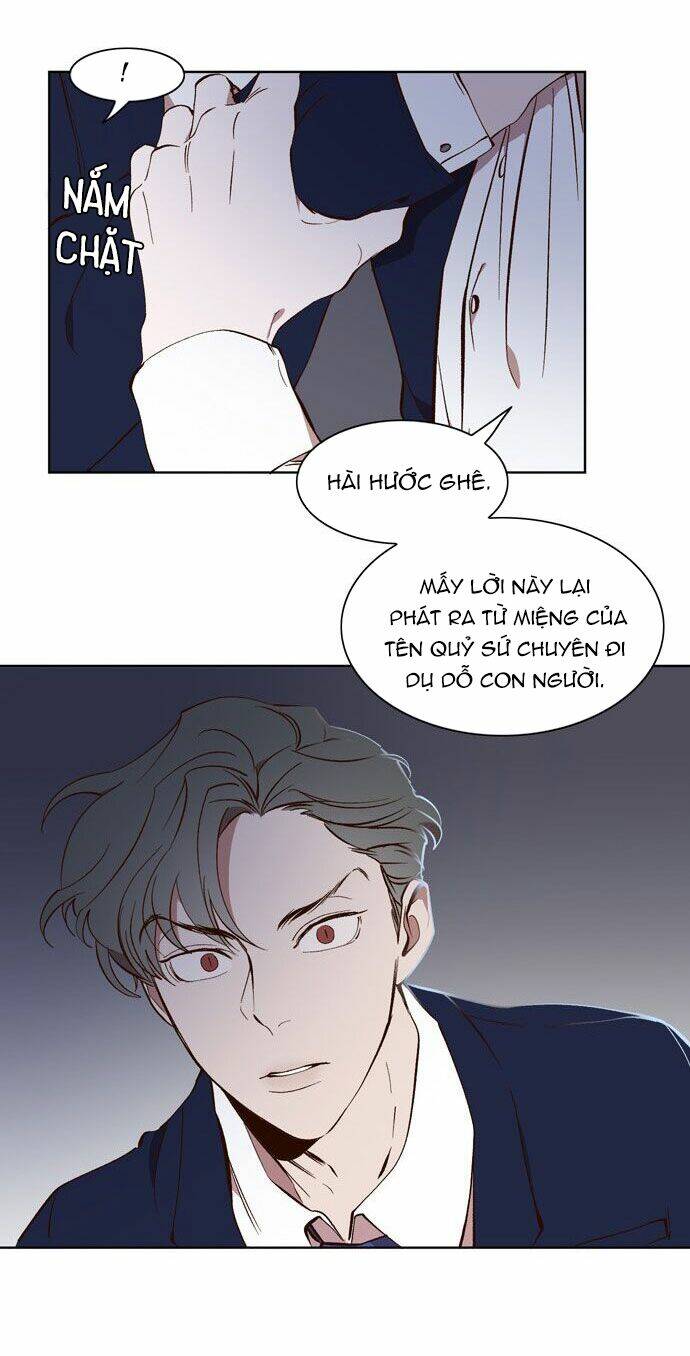 !
NẮM
CHẶT
HÀI HƯỚC GHÊ.
MẤY LỜI NÀY LẠI
PHÁT RA TỪ MIỆNG CỦA
TÊN QUỶ SỨ CHUYÊN ĐI
DỤ DỖ CON NGƯỜI.